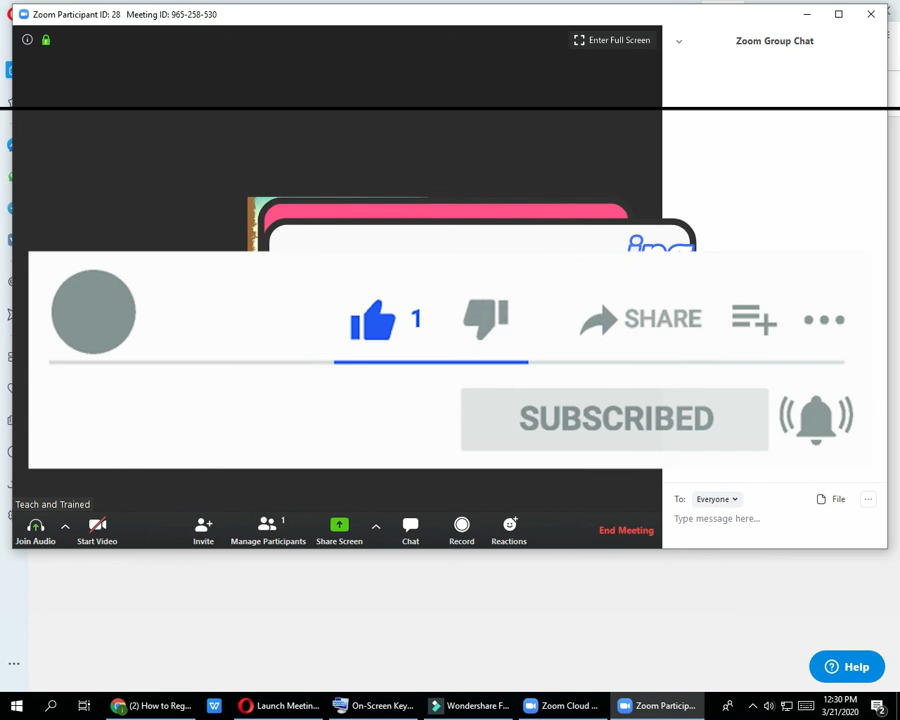 Zoom Participant ID: 28 Meeting ID: 965-258-530
Enter Full Screen
Zoom Group Chat
1
SHARE
SUBSCRIBED
Teach and Trained
To: Everyone
File
Type message here...
Join Audio
Start Video
Invite
Manage Participants
1
Share Screen
Chat
Record
Reactions
End Meeting
Help
(2) How to Reg...
Launch Meetin...
On-Screen Key...
Wondershare F...
Zoom Cloud ...
Zoom Particip...
12:30 PM
3/21/2020
2